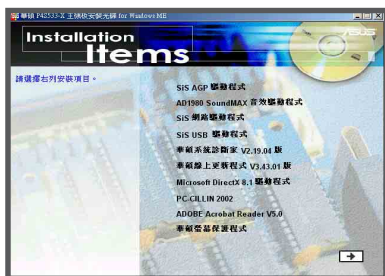 華碩 P4S533-X 主機板安裝光碟 for Windows ME
Installation
Items
請選擇右列安裝項目。
SiS AGP 驅動程式
AD1980 SoundMAX 音效驅動程式
SiS 網路驅動程式
SiS USB 驅動程式
華碩系統診斷家 V2.19.04 版
華碩線上更新程式 V3.43.01 版
Microsoft DirectX 8.1 驅動程式
PC-CILLIN 2002
ADOBE Acrobat Reader V5.0
華碩螢幕保護程式